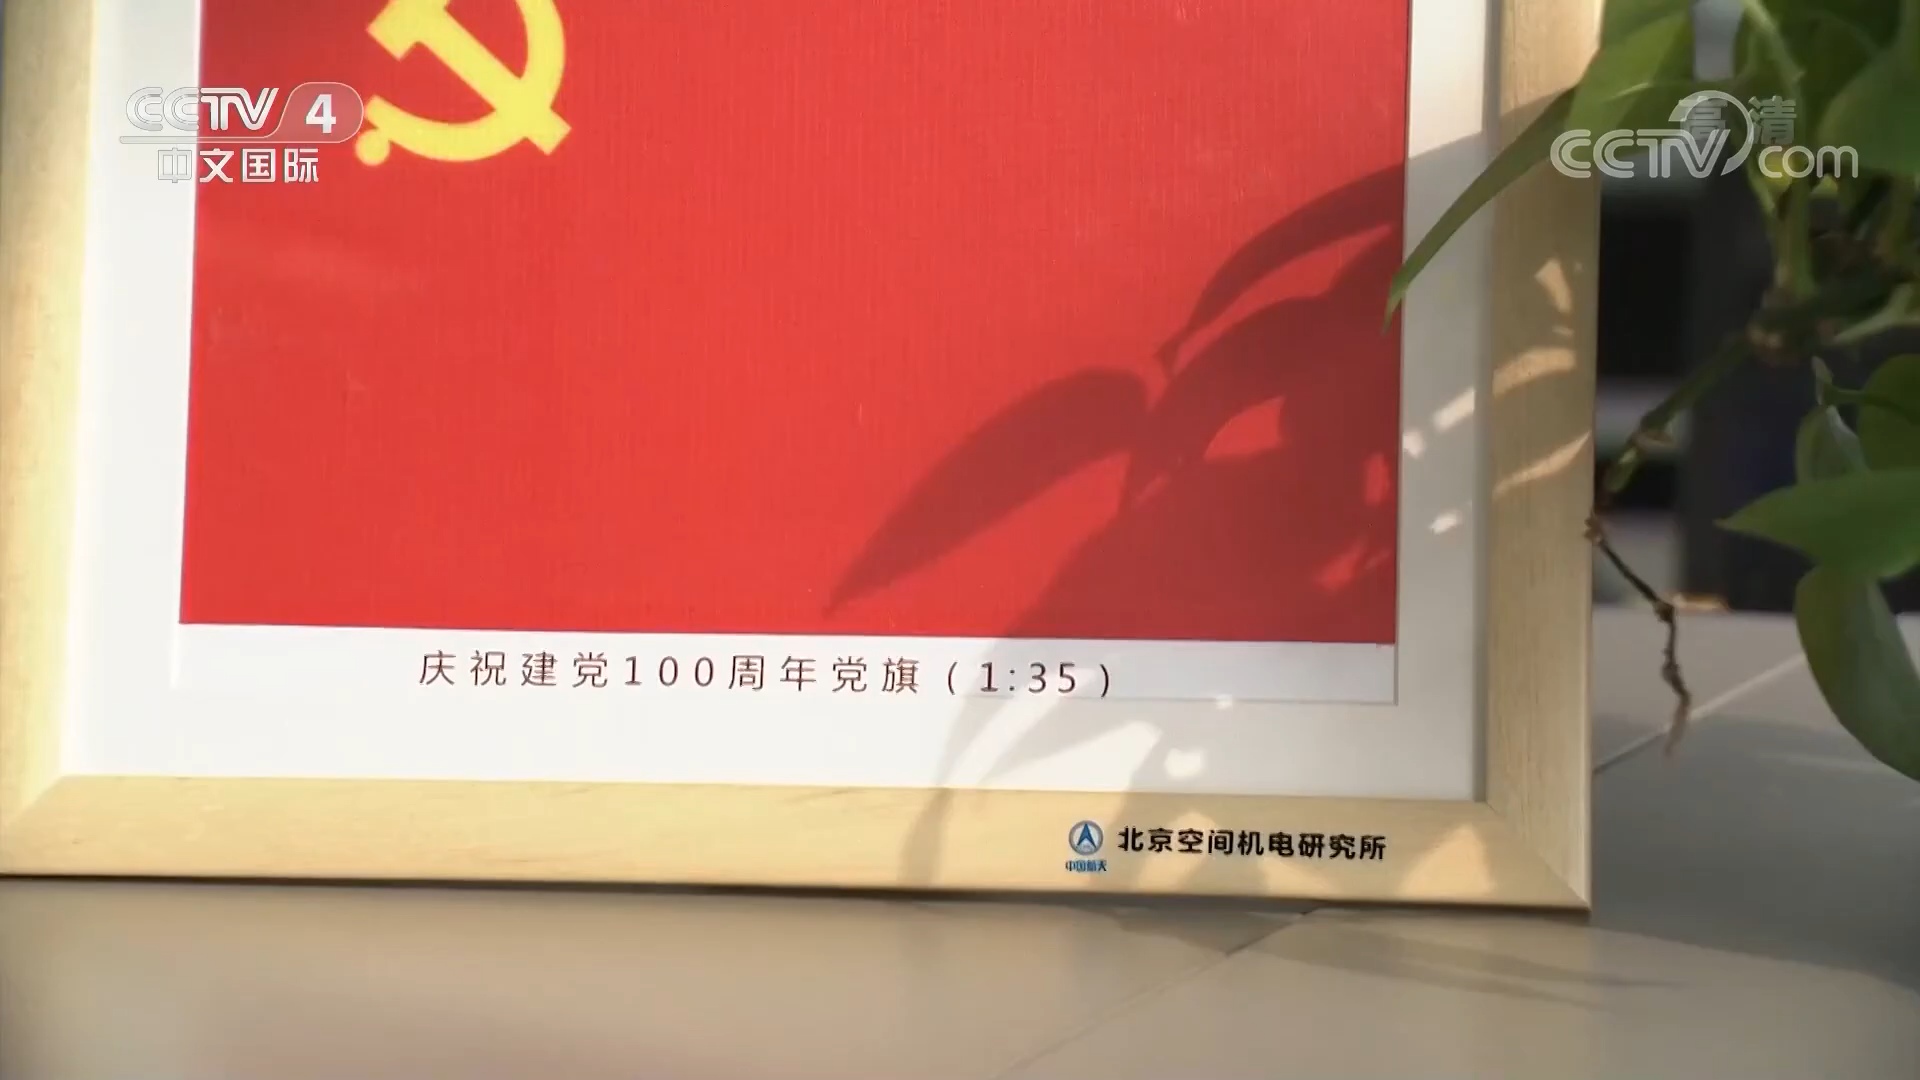 CCTV 4
中文国际
高清
CCTV.com
庆祝建党100周年党旗(1:35)
中国航天
北京空间机电研究所